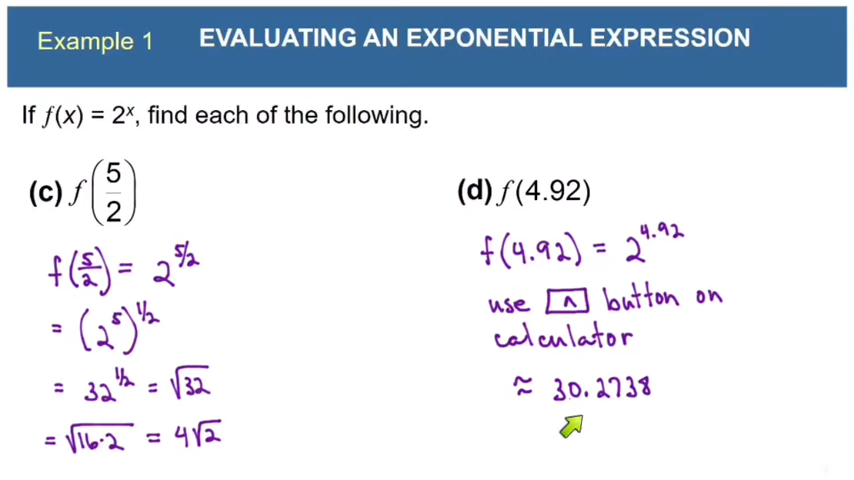 Example 1 EVALUATING AN EXPONENTIAL EXPRESSION
If f(x) = 2ˣ, find each of the following.
(c) f(5/2)
f(5/2) = 2^5/2
= (2^5)^1/2
= 32^1/2 = √32
= √16·2 = 4√2
(d) f(4.92)
f(4.92) = 2^4.92
use [^] button on
calculator
≈ 30.2738